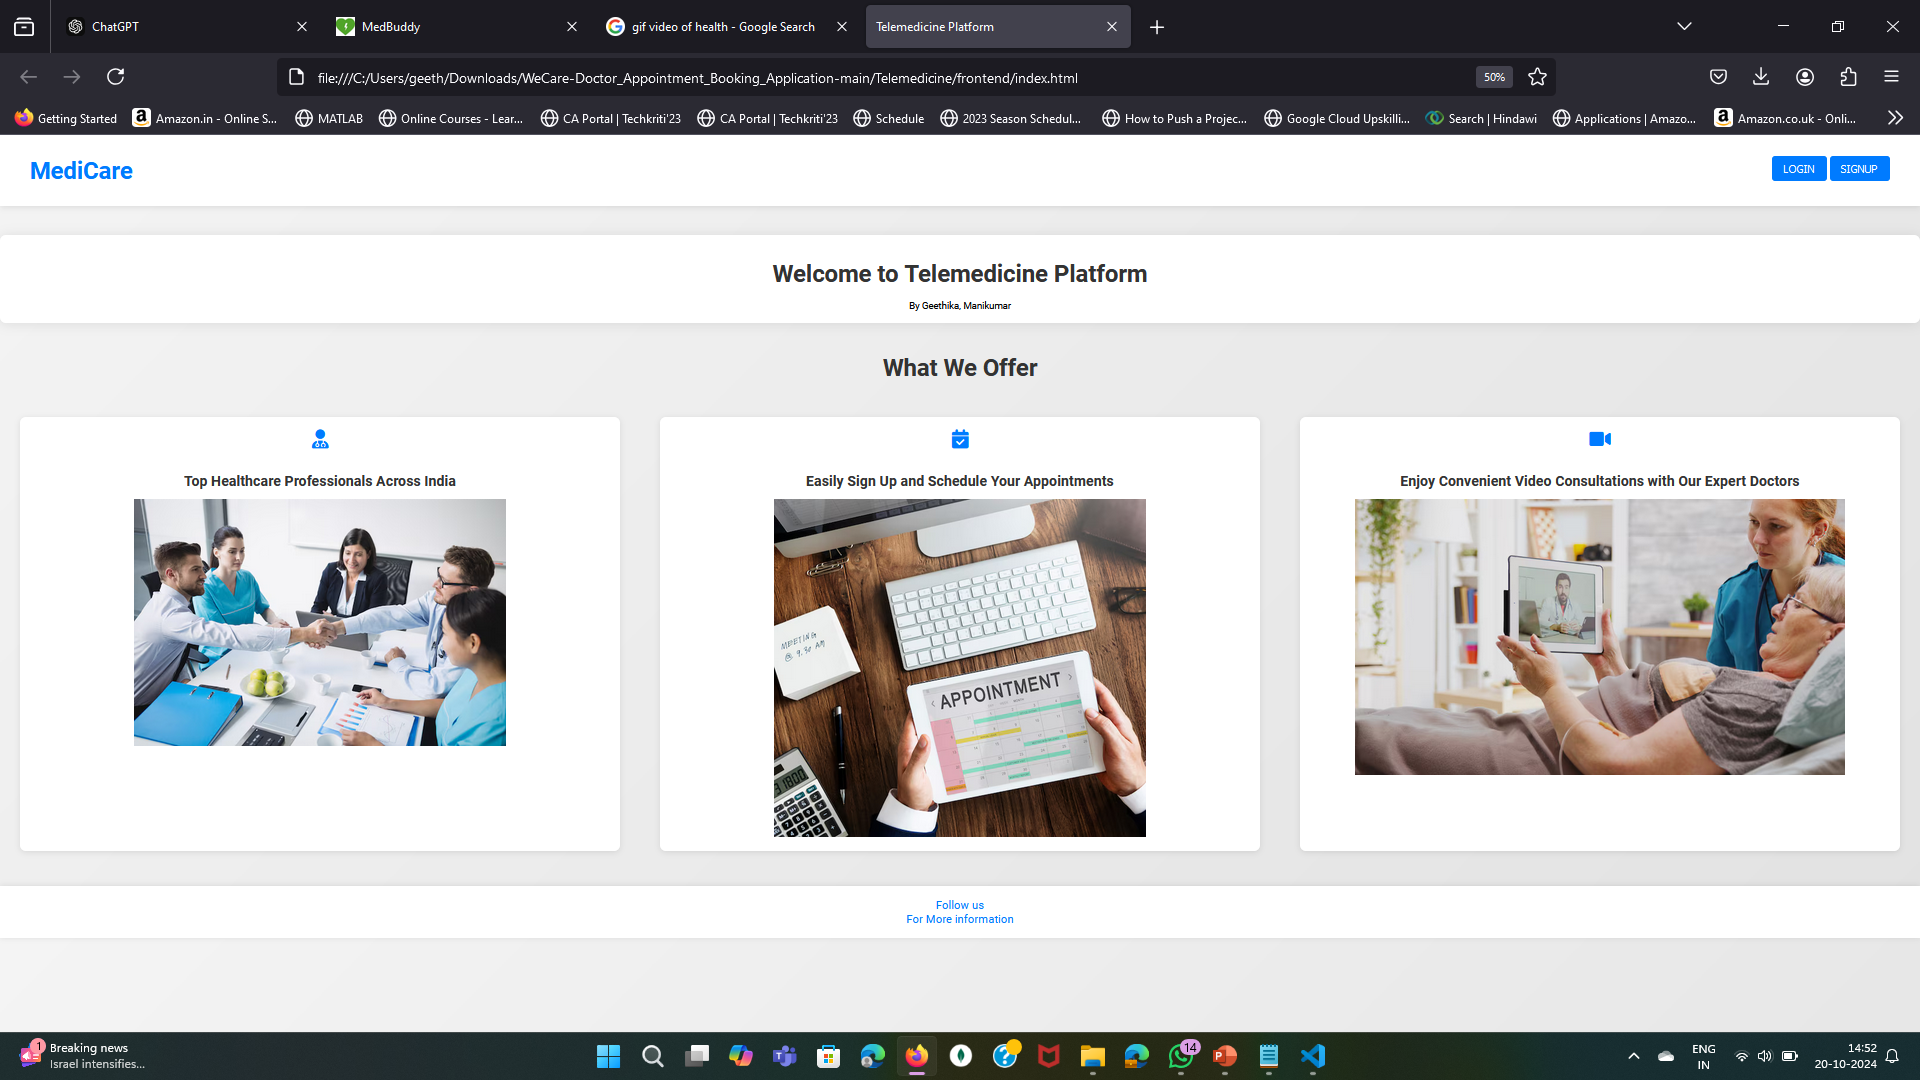 ChatGPT
MedBuddy
gif video of health - Google Search
Telemedicine Platform
file:///C:/Users/geeth/Downloads/WeCare-Doctor_Appointment_Booking_Application-main/Telemedicine/frontend/index.html
50%
Getting Started
Amazon.in - Online S...
MATLAB
Online Courses - Lear...
CA Portal | Techkriti'23
CA Portal | Techkriti'23
Schedule
2023 Season Schedul...
How to Push a Projec...
Google Cloud Upskilli...
Search | Hindawi
Applications | Amazo...
Amazon.co.uk - Onli...
MediCare
LOGIN
SIGNUP
Welcome to Telemedicine Platform
By Geethika, Manikumar
What We Offer
Top Healthcare Professionals Across India
Easily Sign Up and Schedule Your Appointments
MEETING
@ 9.30 AM
APPOINTMENT
Enjoy Convenient Video Consultations with Our Expert Doctors
Follow us
For More information
1
Breaking news
Israel intensifies...
14
ENG
IN
14:52
20-10-2024